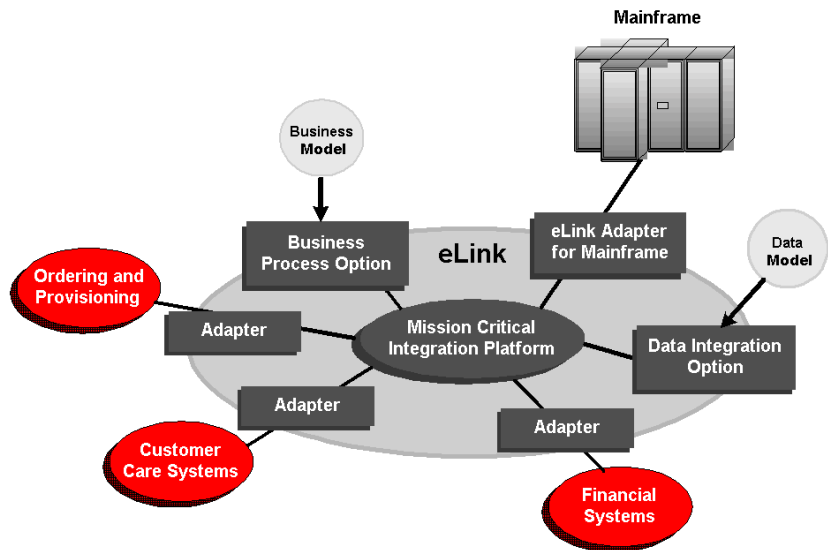 Mainframe
Business
Model
Business
Process Option
eLink
eLink Adapter
for Mainframe
Data
Model
Ordering and
Provisioning
Adapter
Mission Critical
Integration Platform
Data Integration
Option
Adapter
Adapter
Customer
Care Systems
Financial
Systems